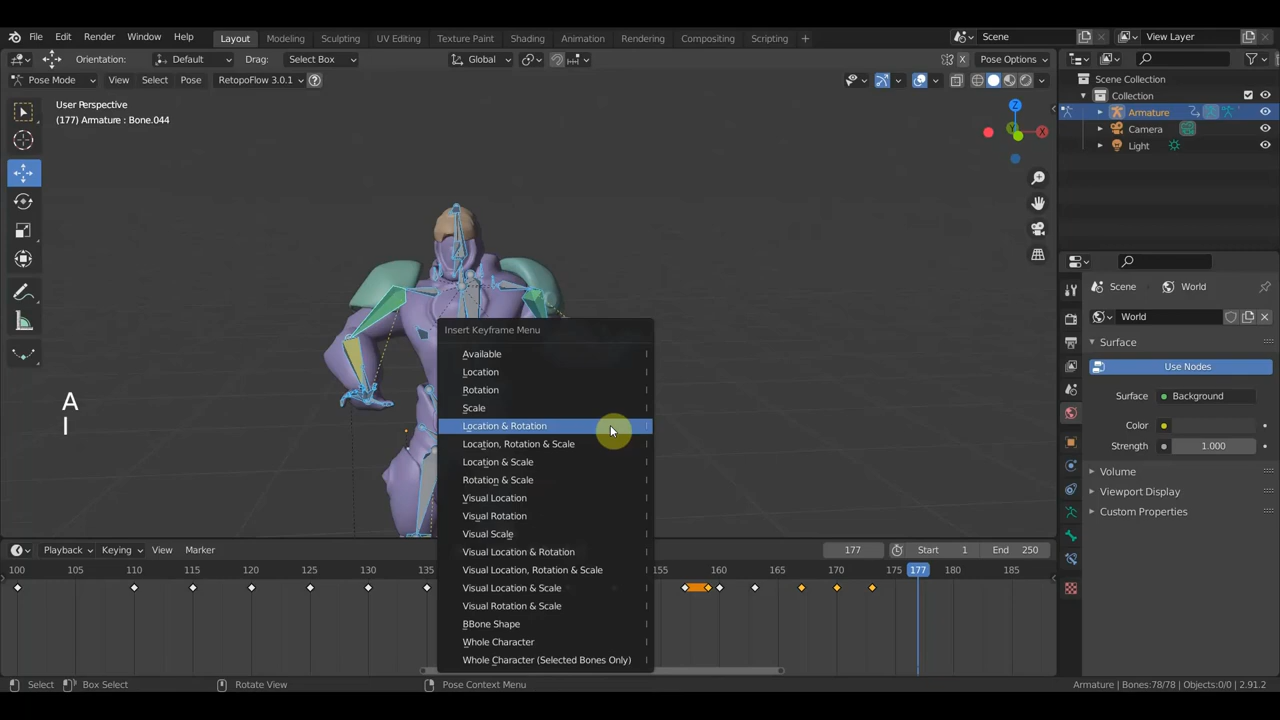 File Edit Render Window Help Layout Modeling Sculpting UV Editing Texture Paint Shading Animation Rendering Compositing Scripting + Scene View Layer
Orientation: Default Drag: Select Box Global X Pose Options
Pose Mode View Select Pose RetopoFlow 3.0.1
User Perspective
(177) Armature : Bone.044
Z
X
Y
Scene Collection
Collection
Armature
Camera
Light
Scene World
World
Surface
Use Nodes
Surface Background
Color
Strength 1.000
Volume
Viewport Display
Custom Properties
A
I
Insert Keyframe Menu
Available I
Location I
Rotation I
Scale I
Location & Rotation I
Location, Rotation & Scale I
Location & Scale I
Rotation & Scale I
Visual Location I
Visual Rotation I
Visual Scale I
Visual Location & Rotation I
Visual Location, Rotation & Scale I
Visual Location & Scale I
Visual Rotation & Scale I
BBone Shape I
Whole Character I
Whole Character (Selected Bones Only) I
Playback Keying View Marker 177 Start 1 End 250
100 110 115 120 125 130 135 155 160 165 170 175 177 180 185
Select Box Select Rotate View Pose Context Menu Armature | Bones:78/78 | Objects:0/0 | 2.91.2